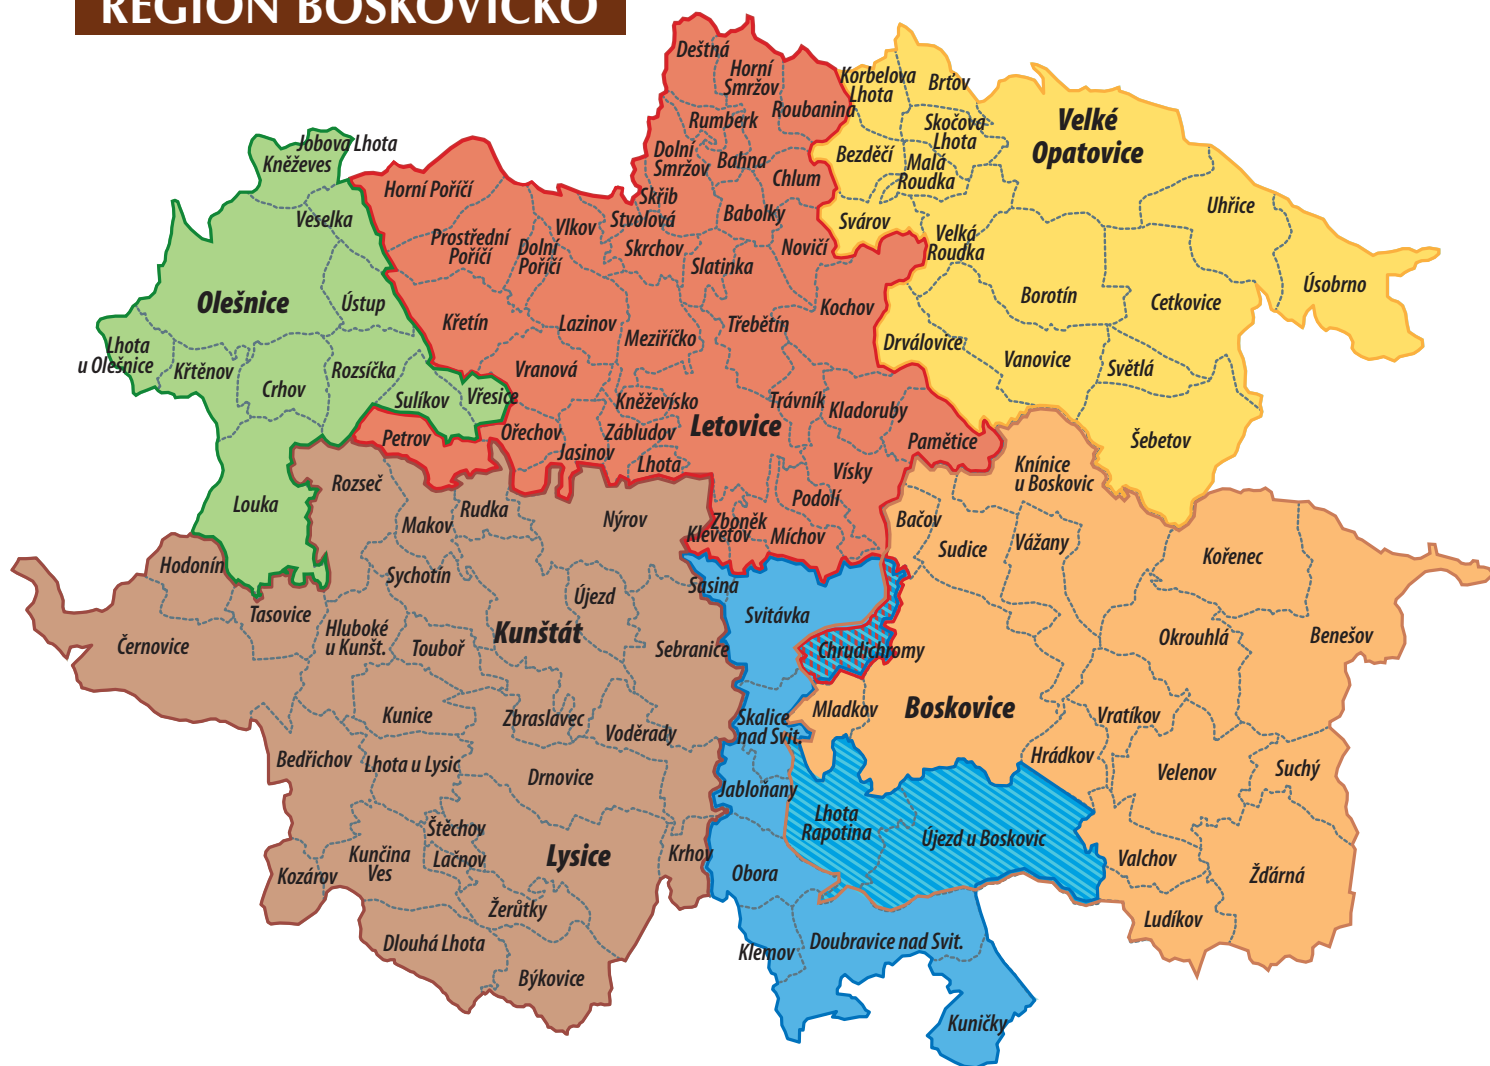 REGION BOSKOVICKO
Deštná
Horní
Smržov
Roubanina
Korbelova
Lhota
Brťov
Rumberk
Skočova
Lhota
Velké
Opatovice
Jobova Lhota
Kněževes
Dolní
Smržov
Bahna
Chlum
Bezděčí
Malá
Roudka
Horní Poříčí
Skřib
Stvolová
Babolky
Svárov
Uhřice
Veselka
Prostřední
Poříčí
Dolní
Poříčí
Vlkov
Skrchov
Novičí
Velká
Roudka
Slatinka
Olešnice
Ústup
Kochov
Borotín
Cetkovice
Úsobrno
Křetín
Lazinov
Meziříčko
Třebětín
Drválovice
Lhota
u Olešnice
Křtěnov
Crhov
Rozsíčka
Vranová
Vanovice
Světlá
Sulíkov
Vřesice
Kněževísko
Trávník
Kladoruby
Petrov
Ořechov
Zábludov
Letovice
Jasinov
Lhota
Pamětice
Šebetov
Rozseč
Vísky
Knínice
u Boskovic
Louka
Makov
Rudka
Nýrov
Podolí
Zboněk
Klevetov
Míchov
Bačov
Sudice
Vážany
Kořenec
Hodonín
Sychotín
Sasina
Tasovice
Újezd
Svitávka
Černovice
Hluboké
u Kunšt.
Touboř
Kunštát
Sebranice
Chrudichromy
Okrouhlá
Benešov
Kunice
Zbraslavec
Voděrady
Skalice
nad Svit.
Mladkov
Boskovice
Vratíkov
Bedřichov
Lhota u Lysic
Drnovice
Hrádkov
Velenov
Suchý
Jabloňany
Štěchov
Lačnov
Lhota
Rapotina
Újezd u Boskovic
Kunčina
Ves
Lysice
Krhov
Valchov
Kozárov
Obora
Žďárná
Žerůtky
Ludíkov
Dlouhá Lhota
Klemov
Doubravice nad Svit.
Býkovice
Kuničky